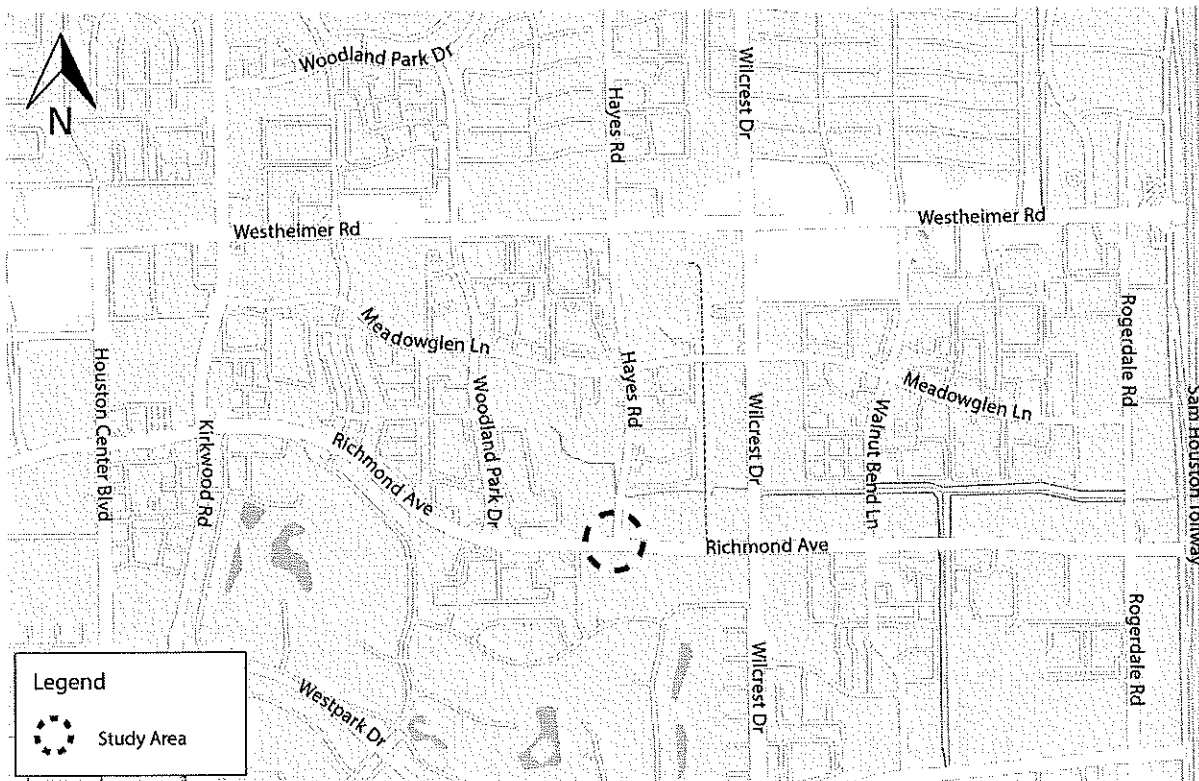 Woodland Park Dr
Hayes Rd
Wilcrest Dr
N
Westheimer Rd
Westheimer Rd
Meadowglen Ln
Houston Center Blvd
Kirkwood Rd
Richmond Ave
Woodland Park Dr
Hayes Rd
Wilcrest Dr
Walnut Bend Ln
Meadowglen Ln
Rogerdale Rd
Sam Houston Tollway
Richmond Ave
Rogerdale Rd
Wilcrest Dr
Westpark Dr
Legend
Study Area